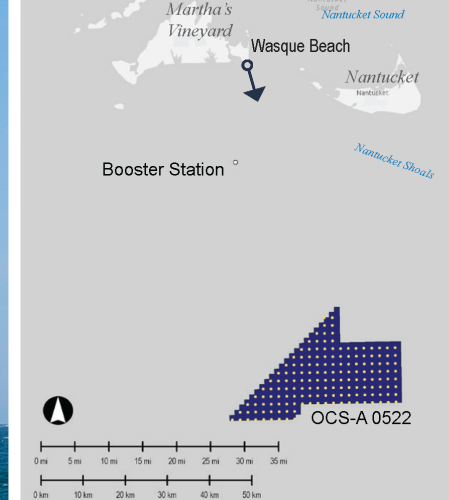 Martha's
Vineyard
Nantucket Sound
Wasque Beach
Nantucket
Nantucket
Nantucket Shoals
Booster Station
OCS-A 0522
0 mi 5 mi 10 mi 15 mi 20 mi 25 mi 30 mi 35 mi
0 km 10 km 20 km 30 km 40 km 50 km